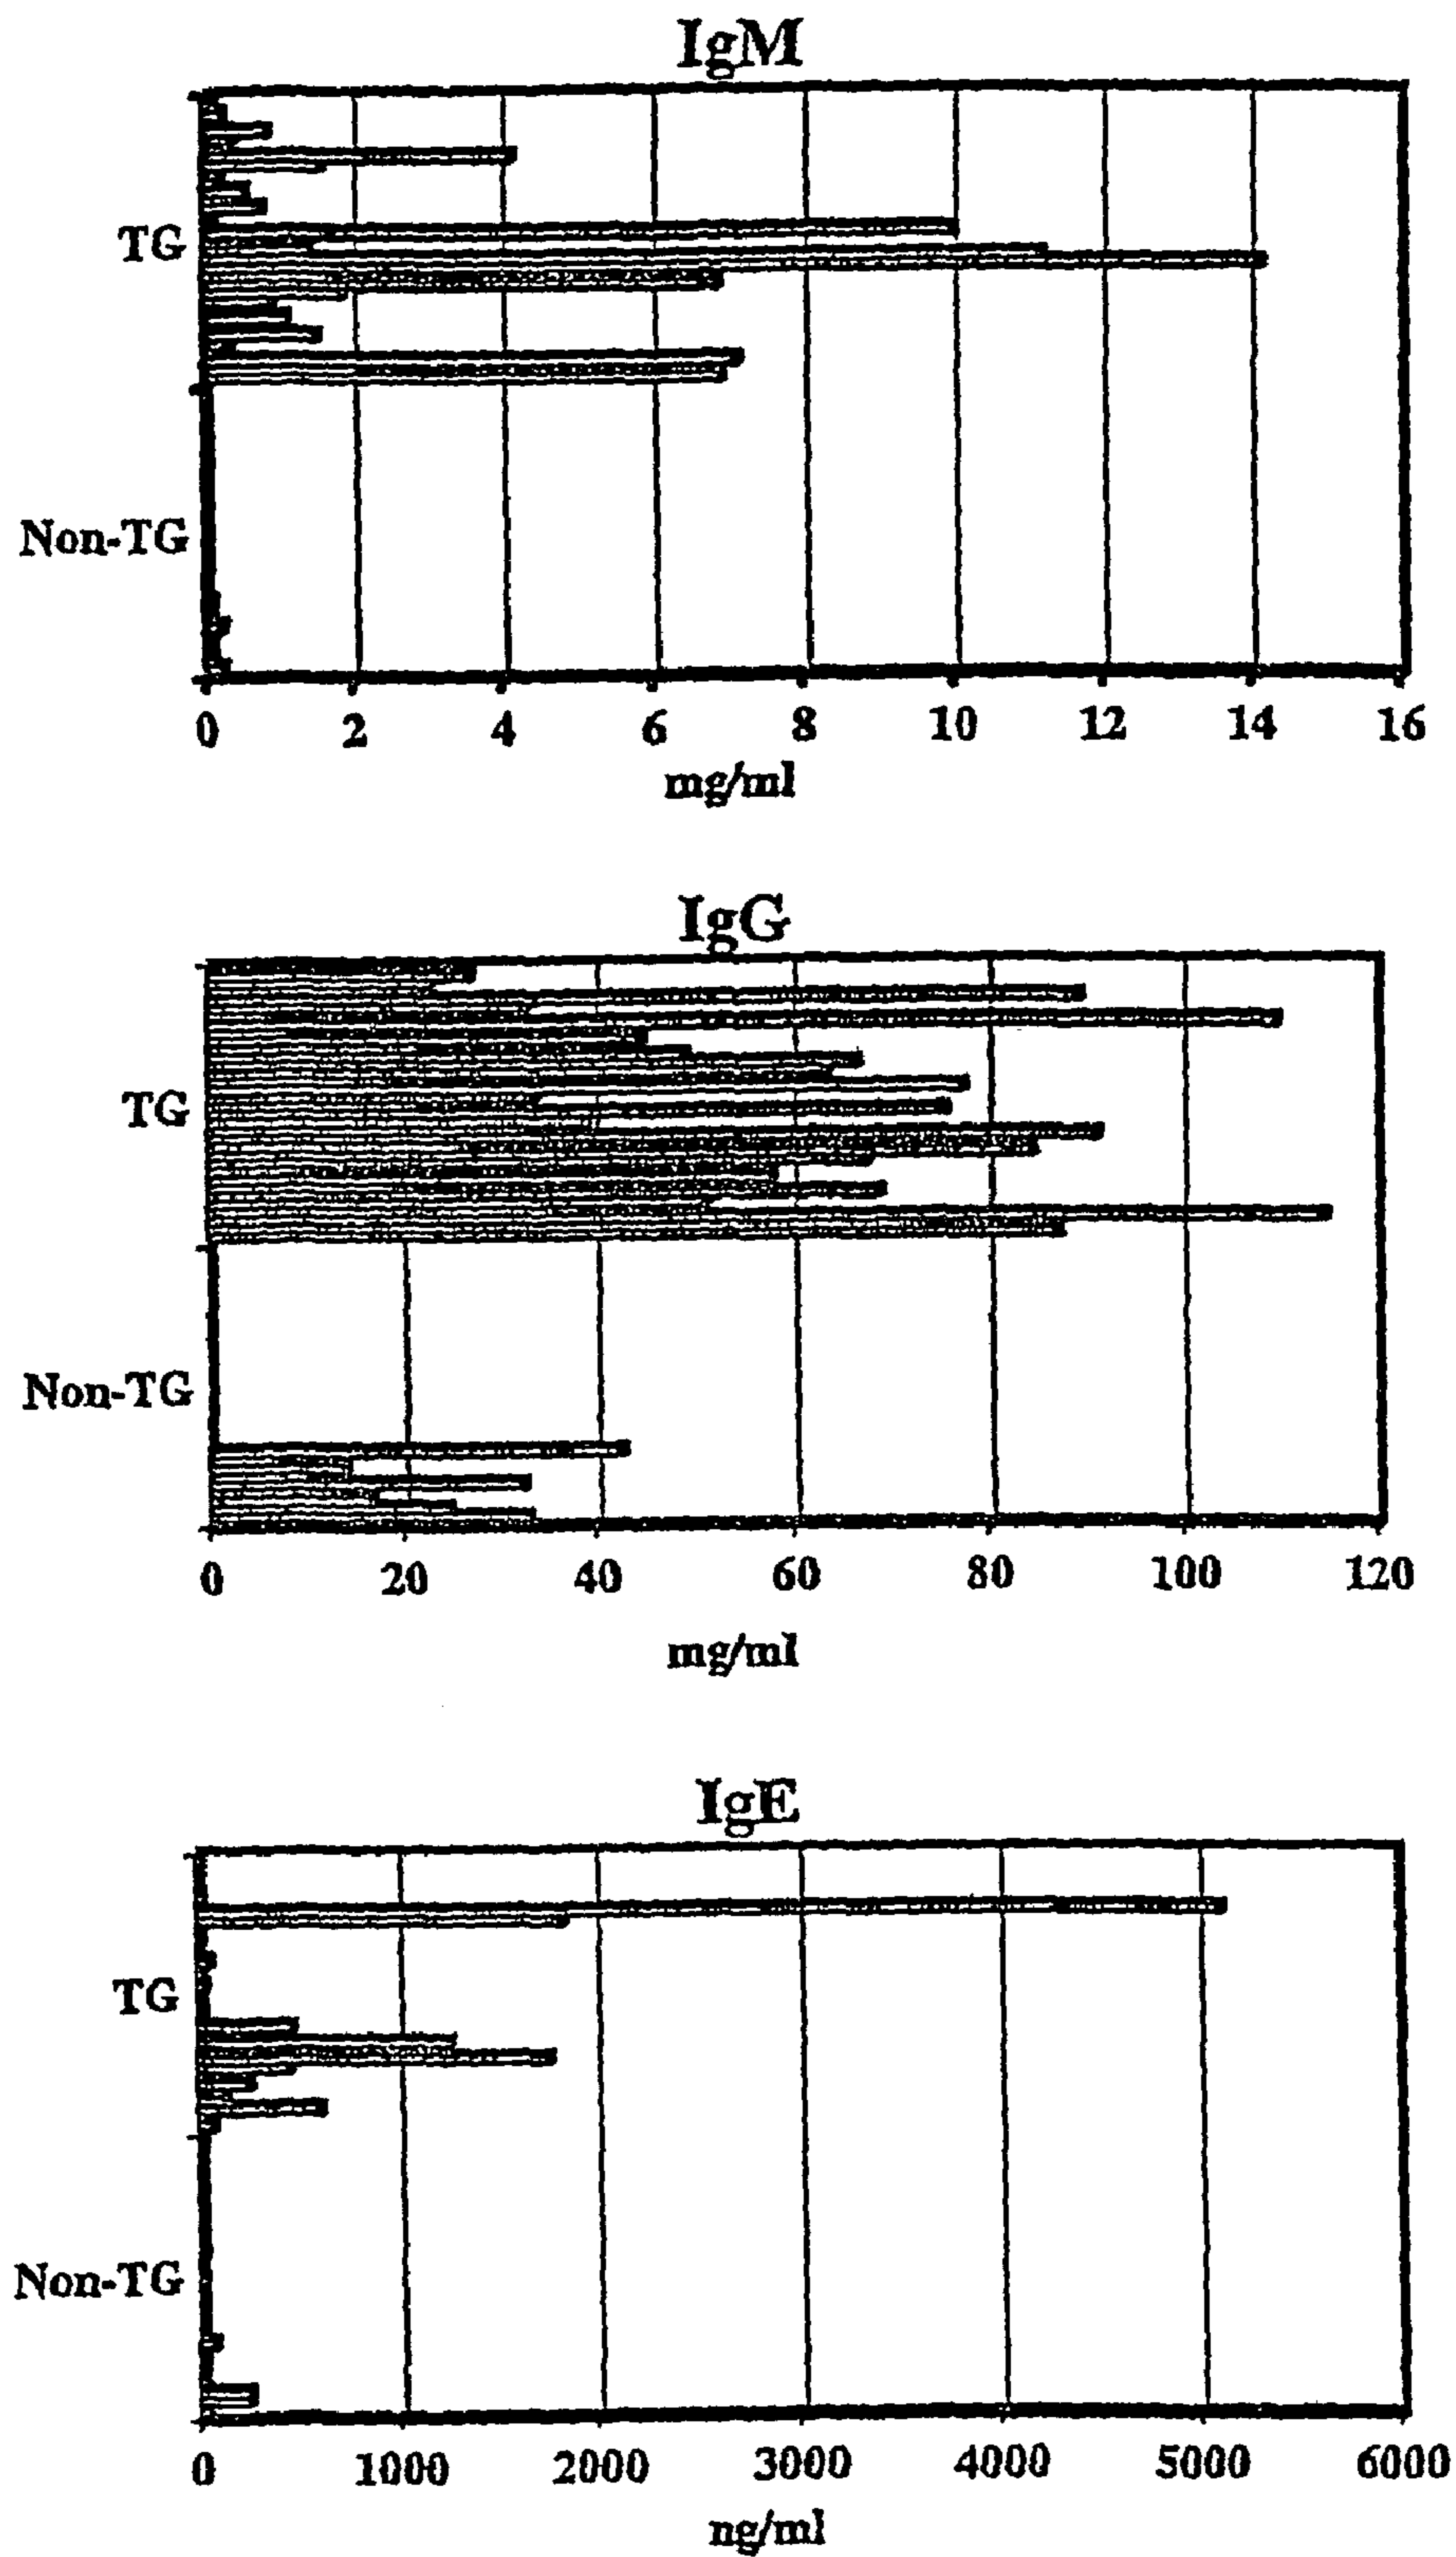 IgM
TG
Non-TG
0 2 4 6 8 10 12 14 16
mg/ml
IgG
TG
Non-TG
0 20 40 60 80 100 120
mg/ml
IgE
TG
Non-TG
0 1000 2000 3000 4000 5000 6000
ng/ml